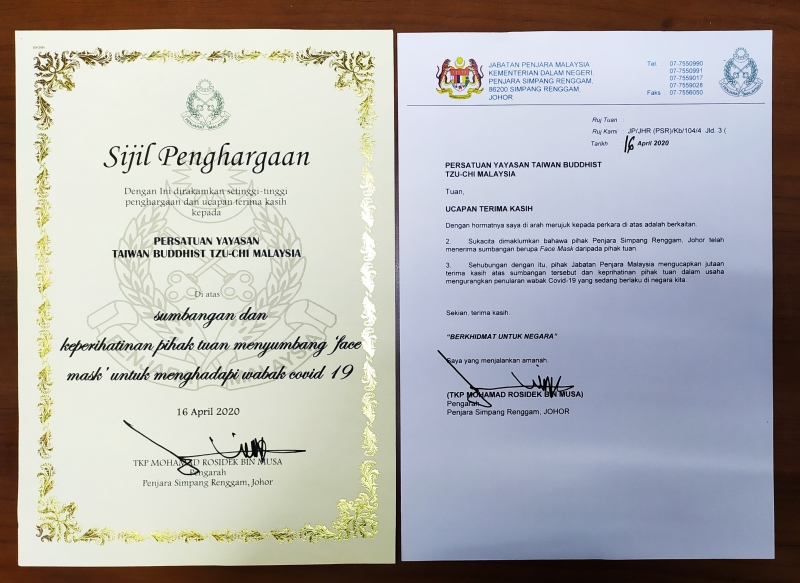 Sijil Penghargaan
Dengan Ini dirakamkan setinggi-tinggi
penghargaan dan ucapan terima kasih
kepada
PERSATUAN YAYASAN
TAIWAN BUDDHIST TZU-CHI MALAYSIA
Di atas
sumbangan dan
keperihatinan pihak tuan menyumbang 'face
mask' untuk menghadapi wabak covid 19
16 April 2020
TKP MOHAMAD ROSIDEK BIN MUSA
Pengarah
Penjara Simpang Renggam, Johor
JABATAN PENJARA MALAYSIA
KEMENTERIAN DALAM NEGERI,
PENJARA SIMPANG RENGGAM,
86200 SIMPANG RENGGAM,
JOHOR
Tel. : 07-7550990
07-7550991
07-7559017
07-7559028
Faks : 07-7556050
Ruj Tuan :
Ruj Kami : JP/JHR (PSR)/Kb/104/4 Jld. 3 (
Tarikh : 16 April 2020
PERSATUAN YAYASAN TAIWAN BUDDHIST
TZU-CHI MALAYSIA
Tuan,
UCAPAN TERIMA KASIH
Dengan hormatnya saya di arah merujuk kepada perkara di atas adalah berkaitan.
2. Sukacita dimaklumkan bahawa pihak Penjara Simpang Renggam, Johor telah
menerima sumbangan berupa Face Mask daripada pihak tuan
3. Sehubungan dengan itu, pihak Jabatan Penjara Malaysia mengucapkan jutaan
terima kasih atas sumbangan tersebut dan keprihatinan pihak tuan dalam usaha
mengurangkan penularan wabak Covid-19 yang sedang berlaku di negara kita.
Sekian, terima kasih.
"BERKHIDMAT UNTUK NEGARA"
Saya yang menjalankan amanah,
(TKP MOHAMAD ROSIDEK BIN MUSA)
Pengarah
Penjara Simpang Renggam, JOHOR